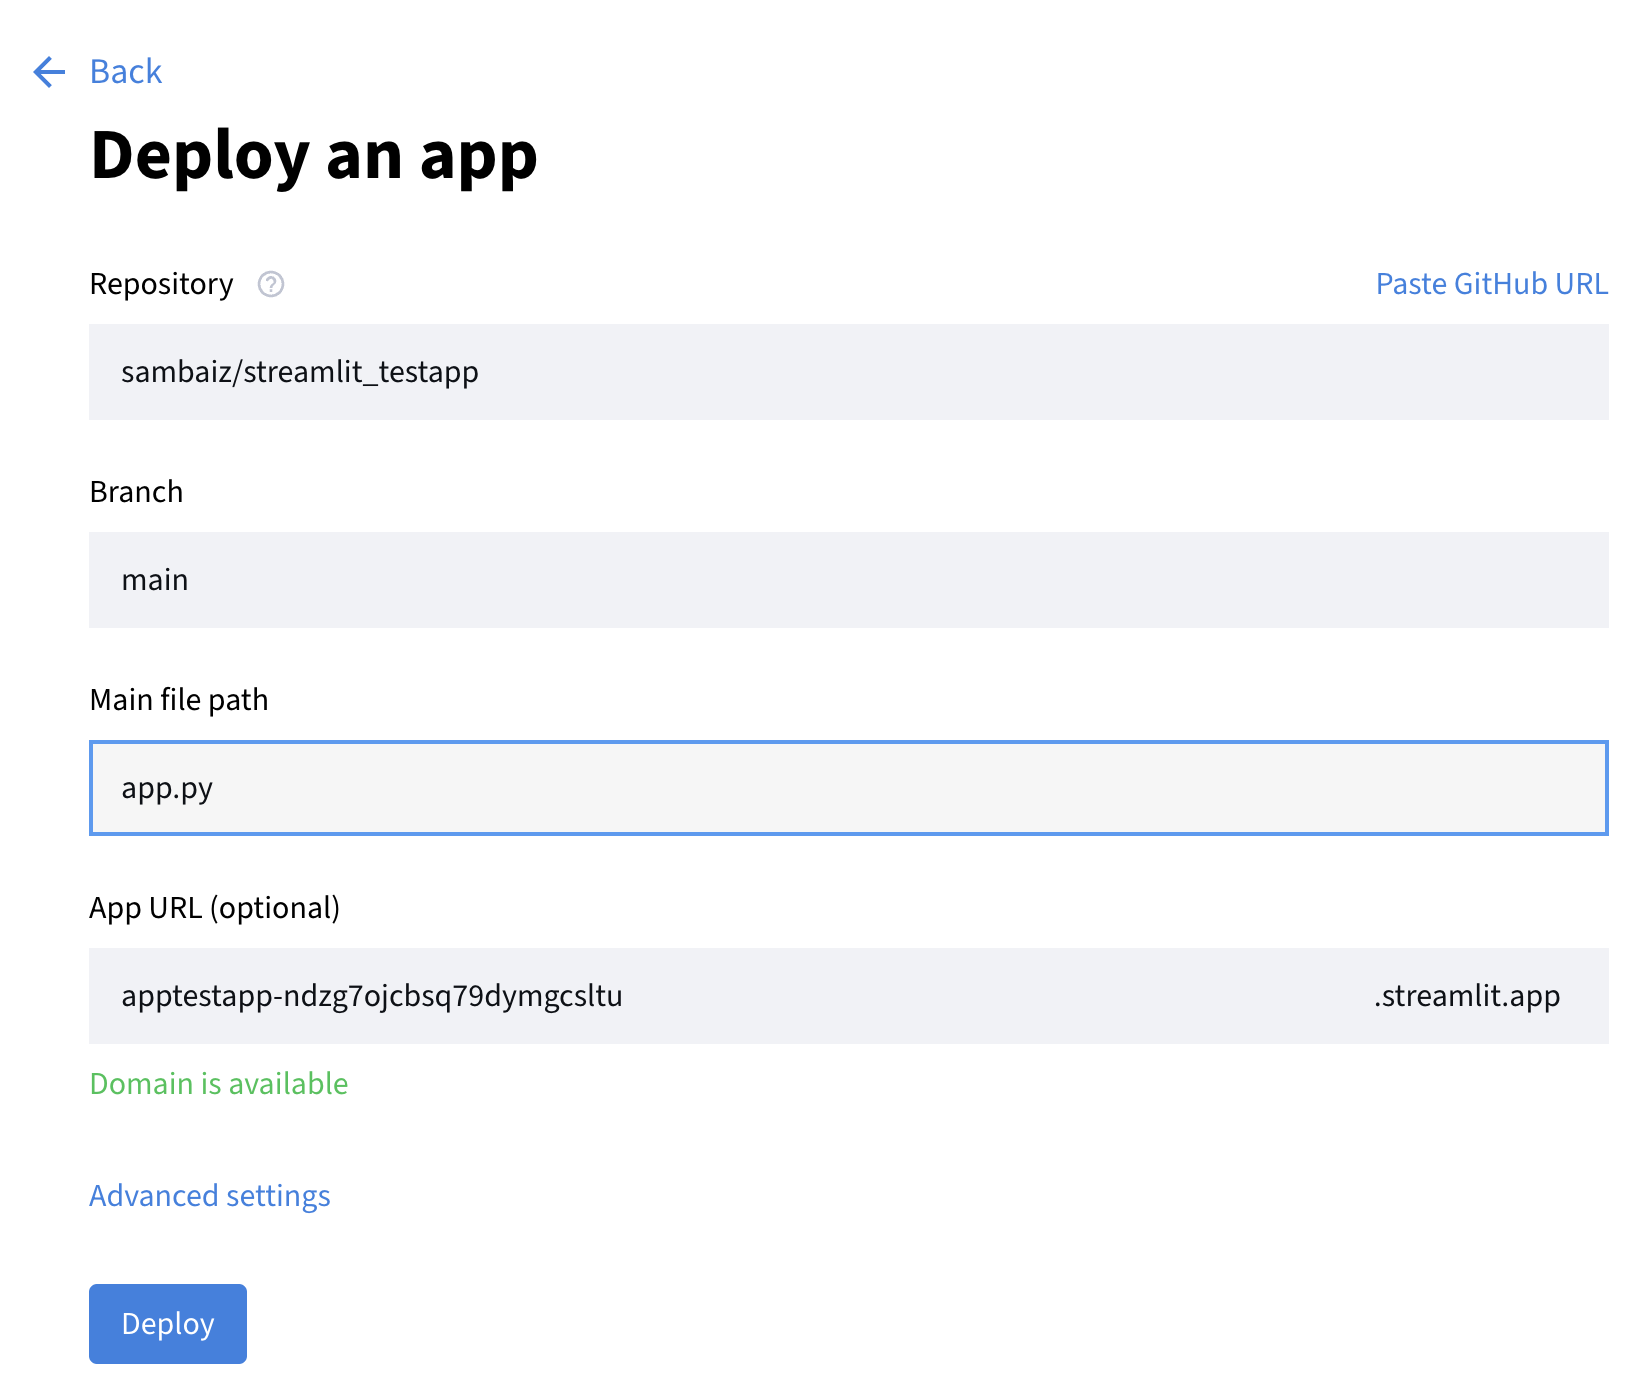 Back
Deploy an app
Repository Paste GitHub URL
sambaiz/streamlit_testapp
Branch
main
Main file path
app.py
App URL (optional)
apptestapp-ndzg7ojcbsq79dymgcsltu .streamlit.app
Domain is available
Advanced settings
Deploy